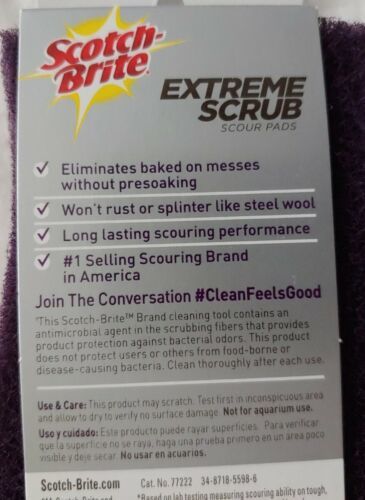 Scotch-
Brite
EXTREME
SCRUB
SCOUR PADS
✓ Eliminates baked on messes
without presoaking
✓ Won't rust or splinter like steel wool
✓ Long lasting scouring performance
✓ #1 Selling Scouring Brand
in America
Join The Conversation #CleanFeelsGood
'This Scotch-Brite™ Brand cleaning tool contains an
antimicrobial agent in the scrubbing fibers that provides
product protection against bacterial odors. This product
does not protect users or others from food-borne or
disease-causing bacteria. Clean thoroughly after each use.
Use & Care: This product may scratch. Test first in inconspicuous area
and allow to dry to verify no surface damage. Not for aquarium use.
Uso y cuidado: Este producto puede rayar superficies. Para verificar
que la superficie no se raya, haga una prueba primero en un área poco
visible y deje secar. No usar en acuarios.
Scotch-Brite.com Cat. No. 77222 34-8718-5598-6
*Based on lab testing measuring scouring ability on tough,